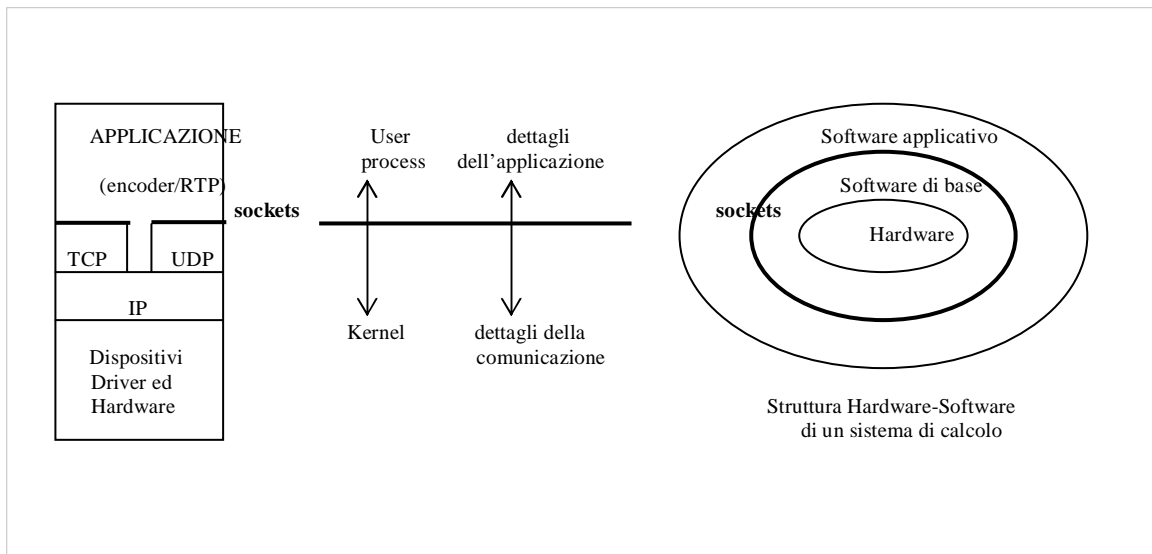 APPLICAZIONE
(encoder/RTP)
sockets
TCP
UDP
IP
Dispositivi
Driver ed
Hardware
User
process
dettagli
dell’applicazione
Kernel
dettagli della
comunicazione
Software applicativo
Software di base
sockets
Hardware
Struttura Hardware-Software
di un sistema di calcolo